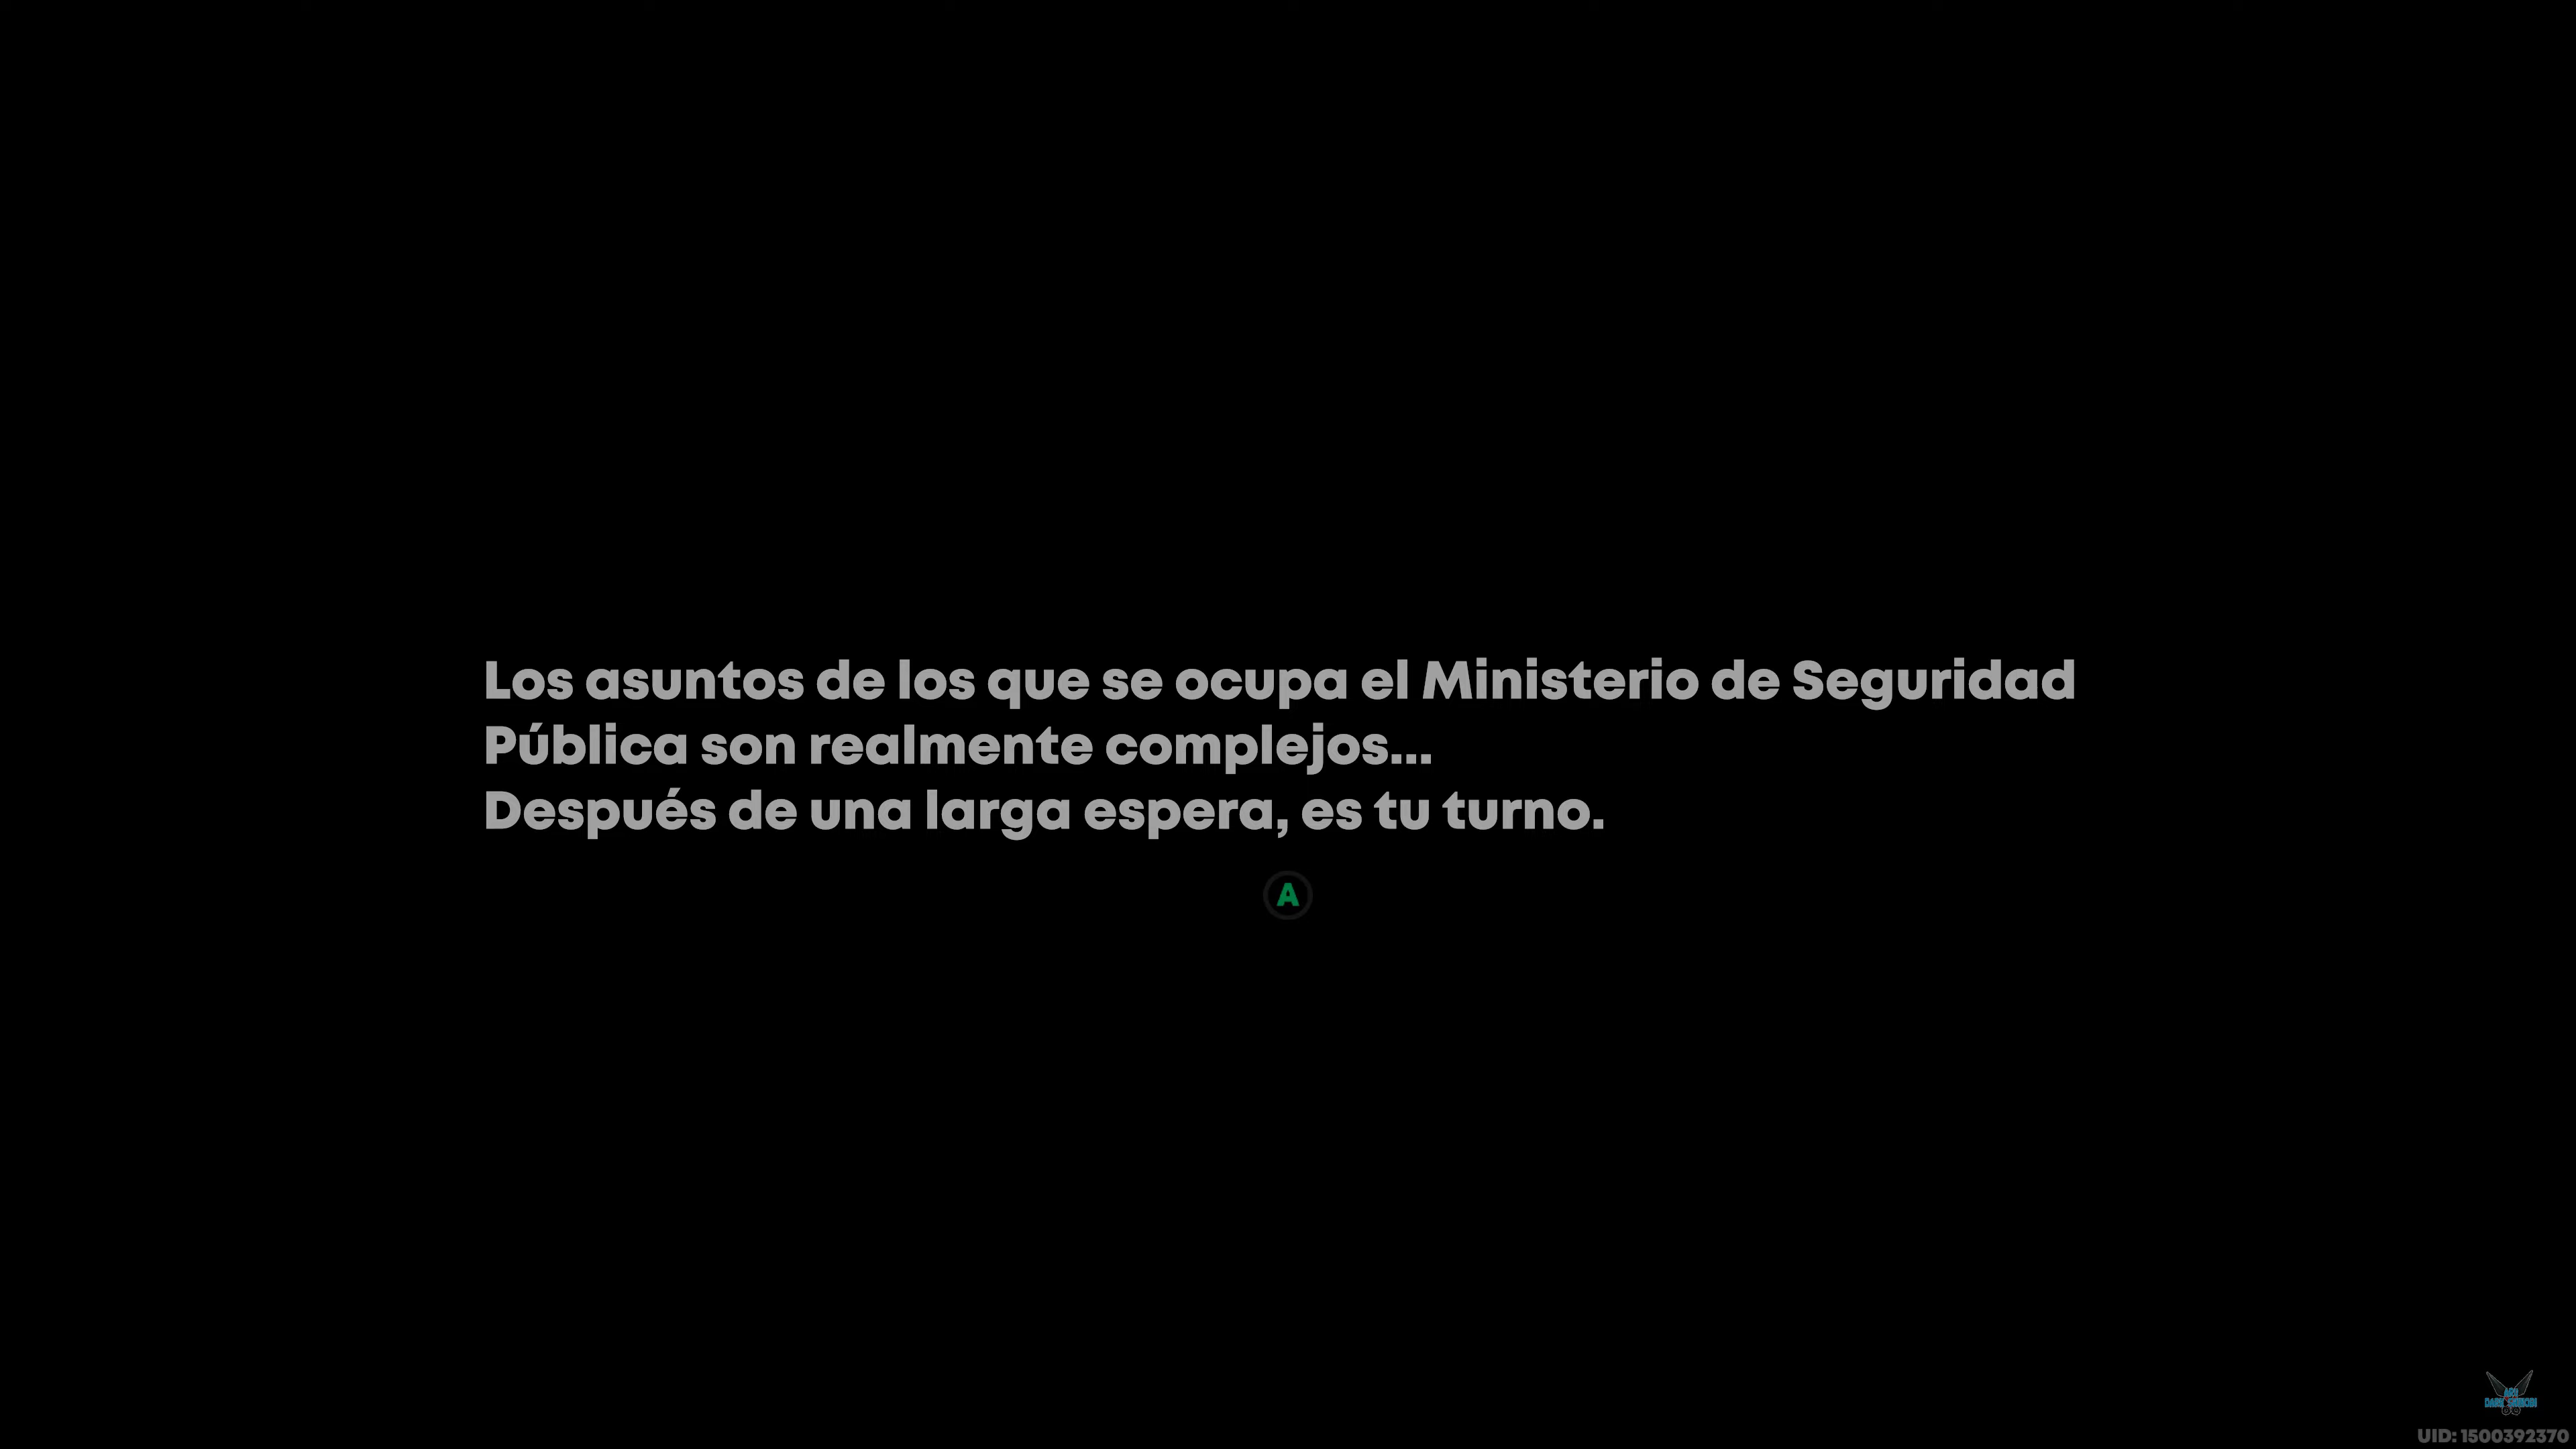 Los asuntos de los que se ocupa el Ministerio de Seguridad
Pública son realmente complejos...
Después de una larga espera, es tu turno.
A
UID: 1500392370